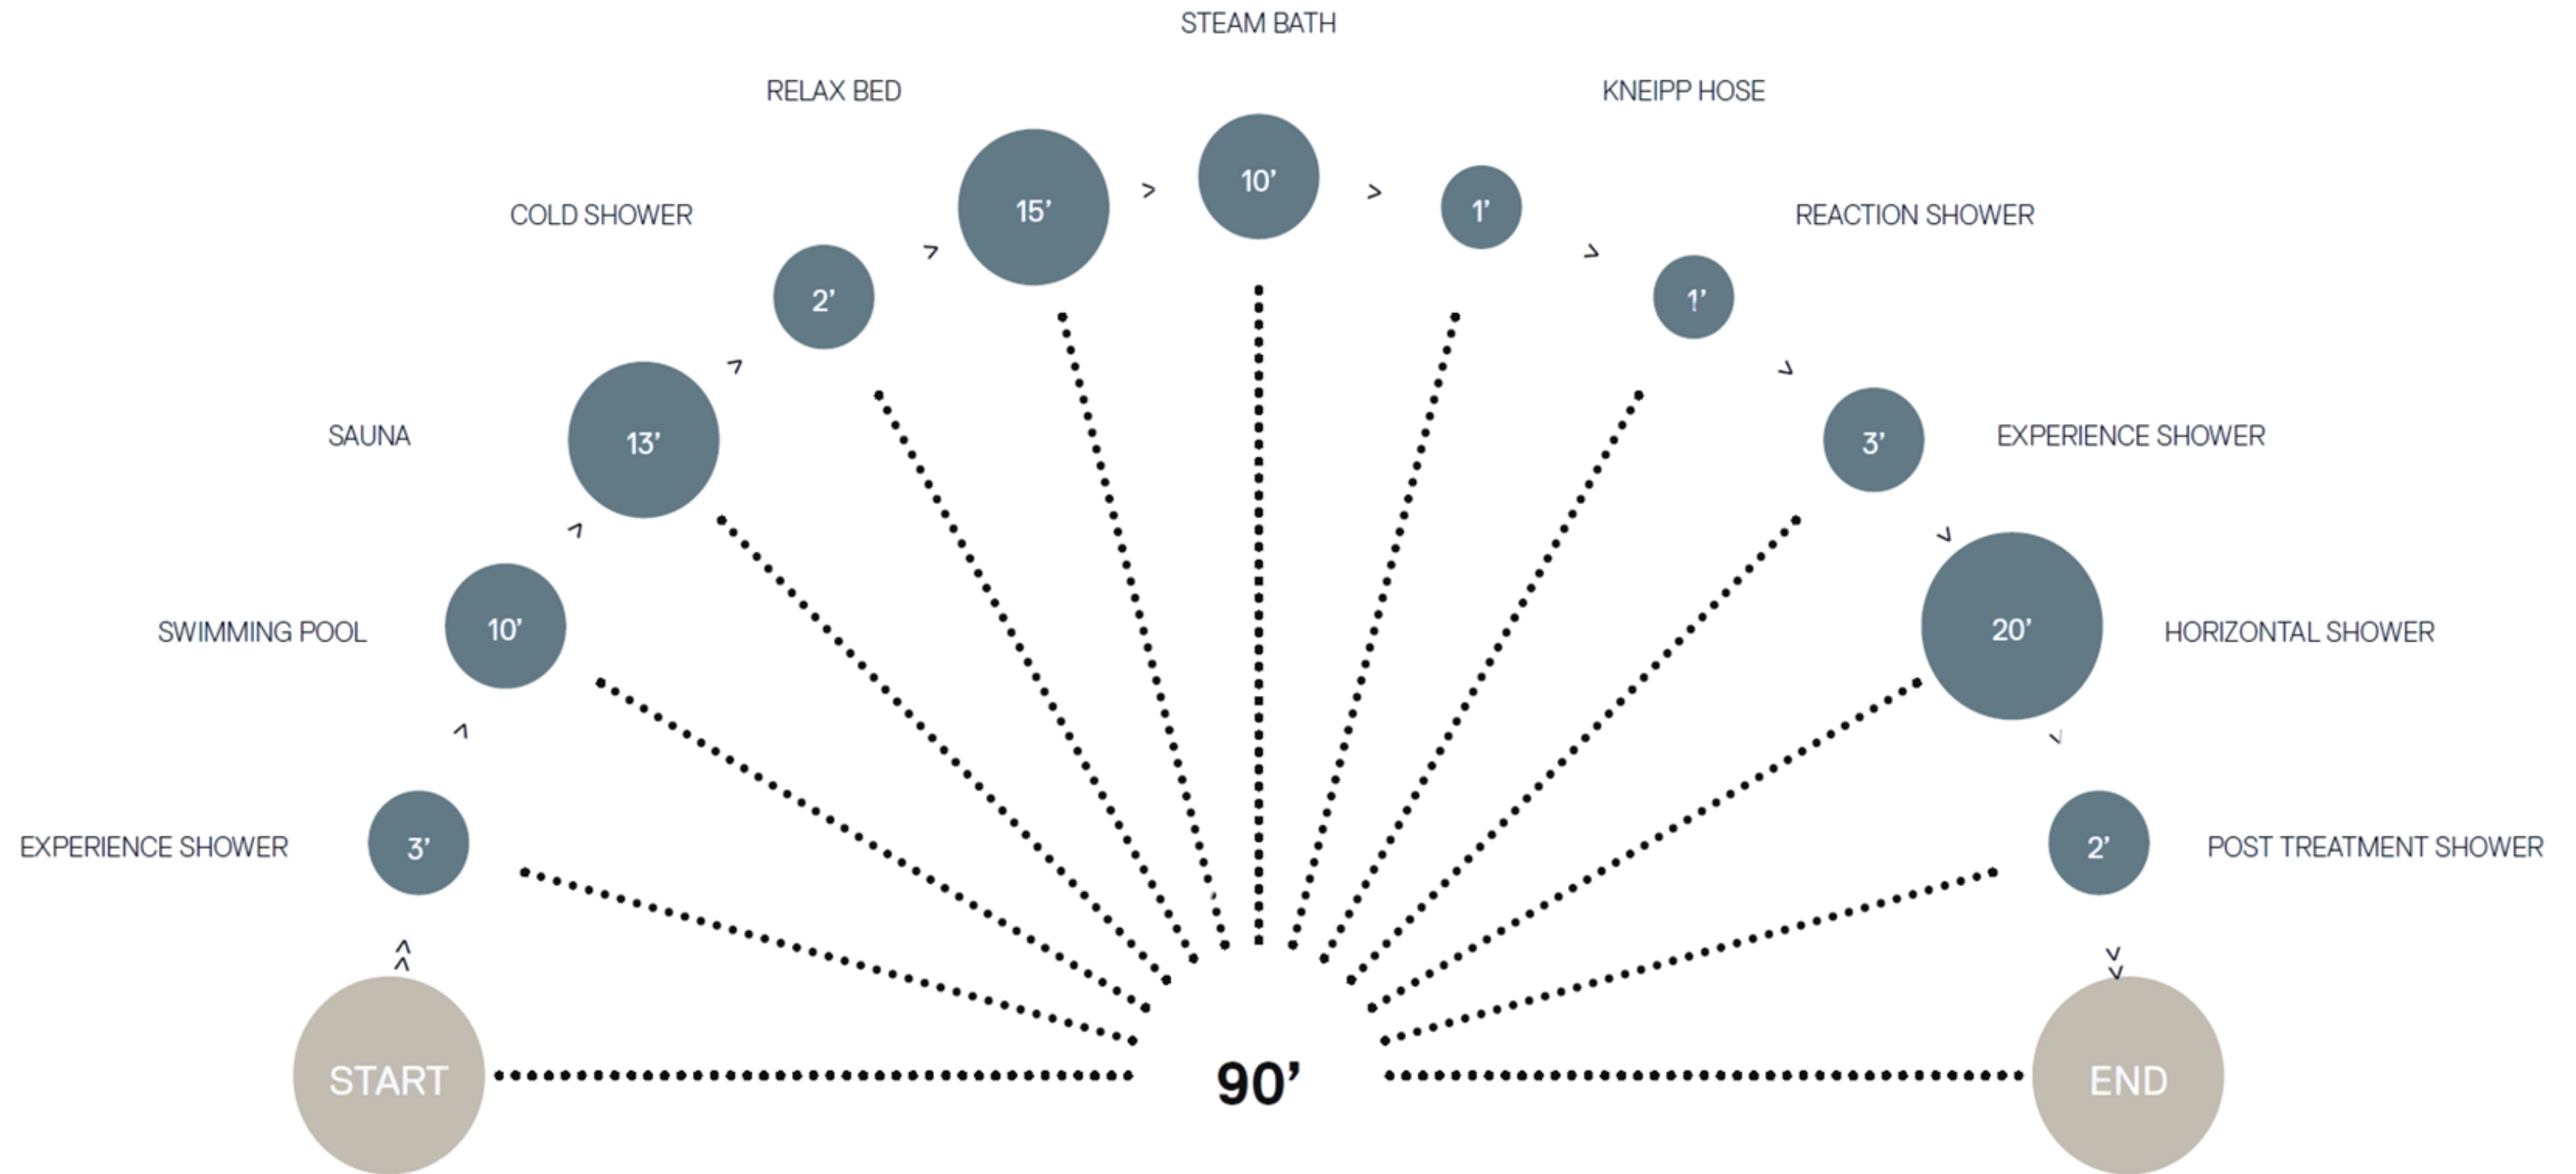 START
EXPERIENCE SHOWER
3’
SWIMMING POOL
10’
SAUNA
13’
COLD SHOWER
2’
RELAX BED
15’
STEAM BATH
10’
KNEIPP HOSE
1’
REACTION SHOWER
1’
EXPERIENCE SHOWER
3’
HORIZONTAL SHOWER
20’
POST TREATMENT SHOWER
2’
END
90’